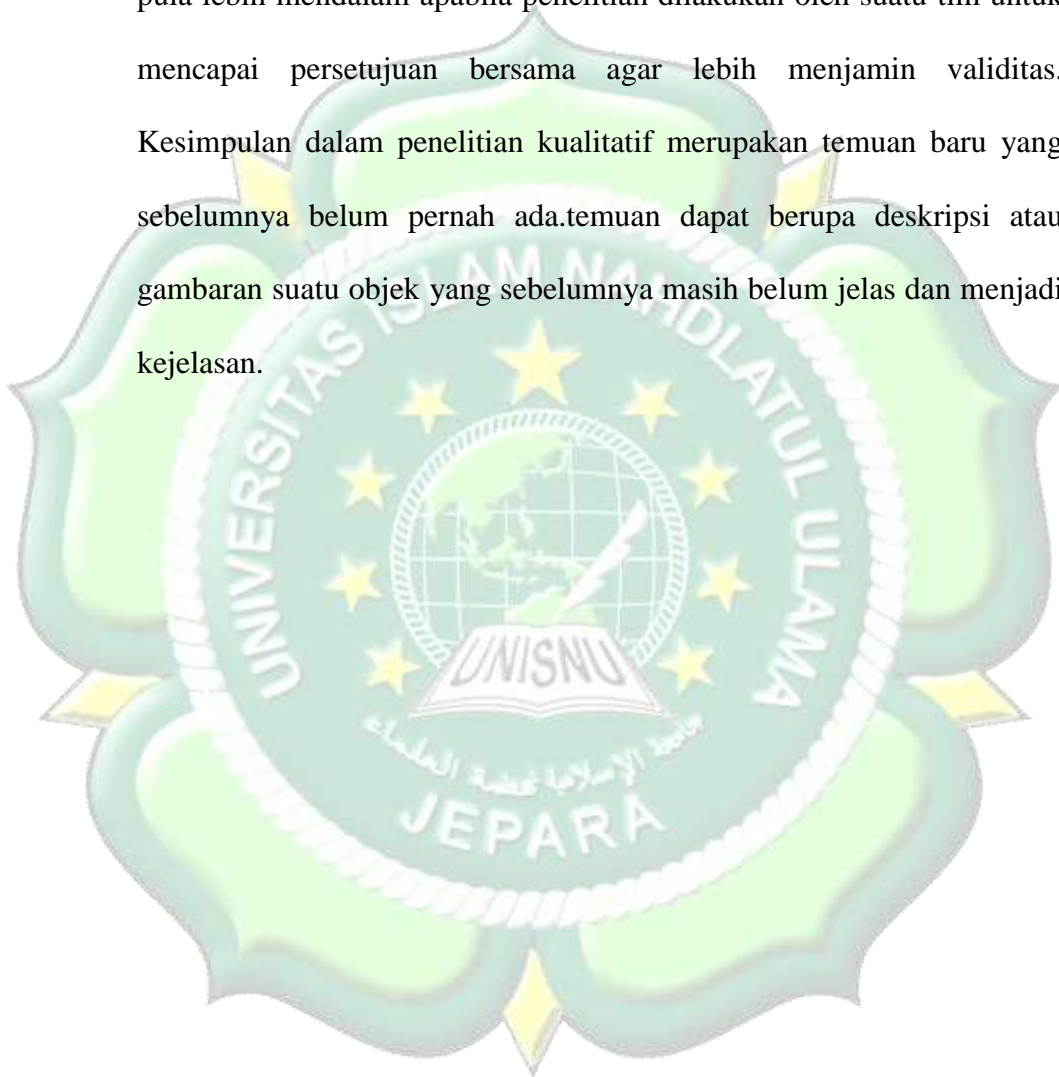 pula lebih mendalam apabila penelitian dilakukan oleh suatu tim untuk
mencapai persetujuan bersama agar lebih menjamin validitas.
Kesimpulan dalam penelitian kualitatif merupakan temuan baru yang
sebelumnya belum pernah ada.temuan dapat berupa deskripsi atau
gambaran suatu objek yang sebelumnya masih belum jelas dan menjadi
kejelasan.
UNIVERSITAS ISLAM NAHDLATUL ULAMA
UNISNU
JEPARA